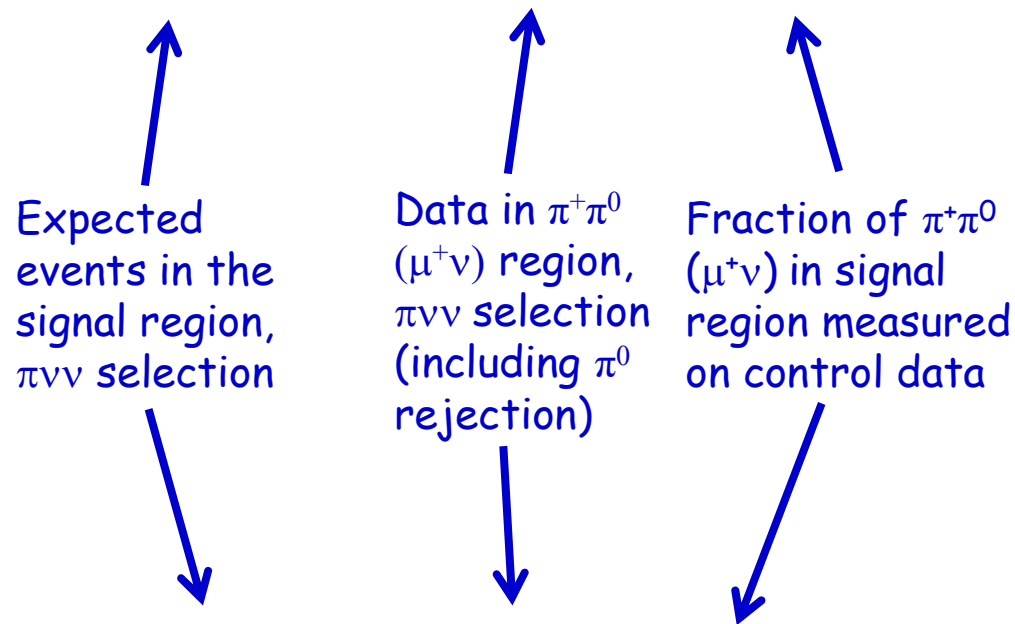 Expected
events in the
signal region,
πνν selection
Data in π⁺π⁰
(μ⁺ν) region,
πνν selection
(including π⁰
rejection)
Fraction of π⁺π⁰
(μ⁺ν) in signal
region measured
on control data